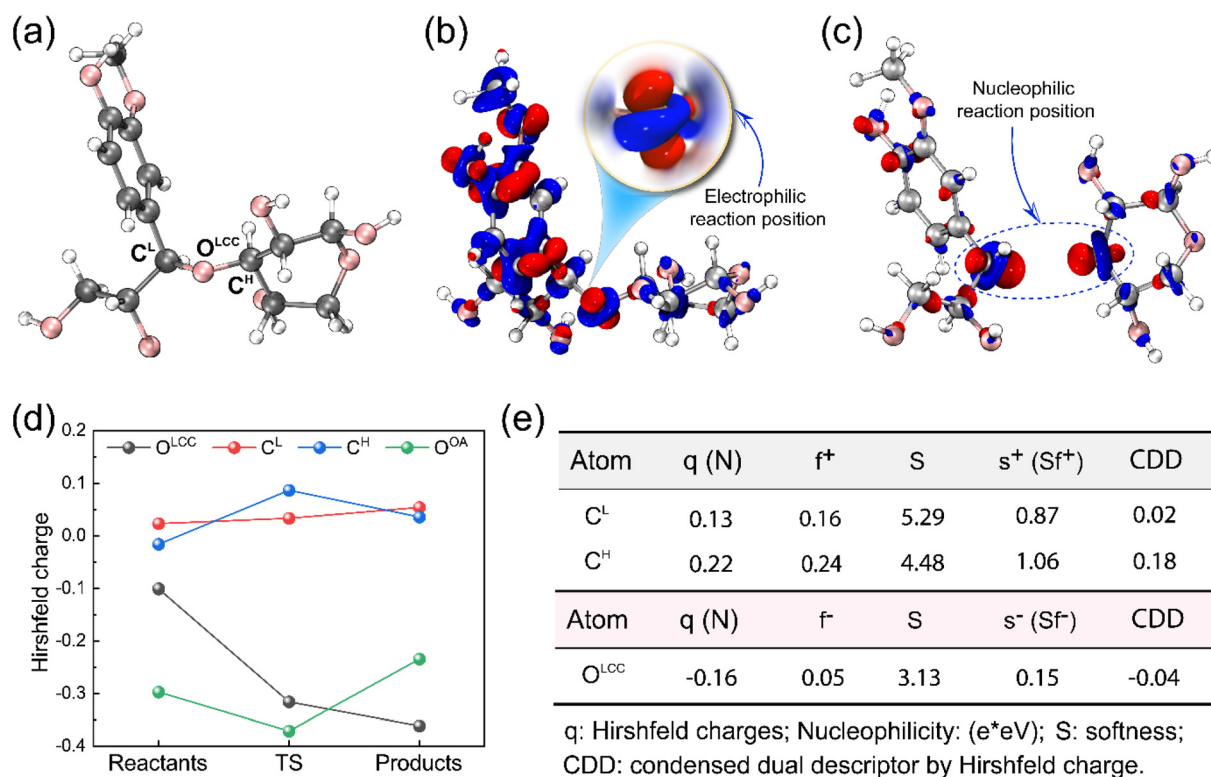 (a)
C^L
O^LCC
C^H
(b)
Electrophilic
reaction position
(c)
Nucleophilic
reaction position
(d)
Hirshfeld charge
0.2
0.1
0.0
-0.1
-0.2
-0.3
-0.4
O^LCC C^L C^H O^OA
Reactants TS Products
(e)
Atom q (N) f⁺ S s⁺ (Sf⁺) CDD
C^L 0.13 0.16 5.29 0.87 0.02
C^H 0.22 0.24 4.48 1.06 0.18
Atom q (N) f⁻ S s⁻ (Sf⁻) CDD
O^LCC -0.16 0.05 3.13 0.15 -0.04
q: Hirshfeld charges; Nucleophilicity: (e*eV); S: softness;
CDD: condensed dual descriptor by Hirshfeld charge.